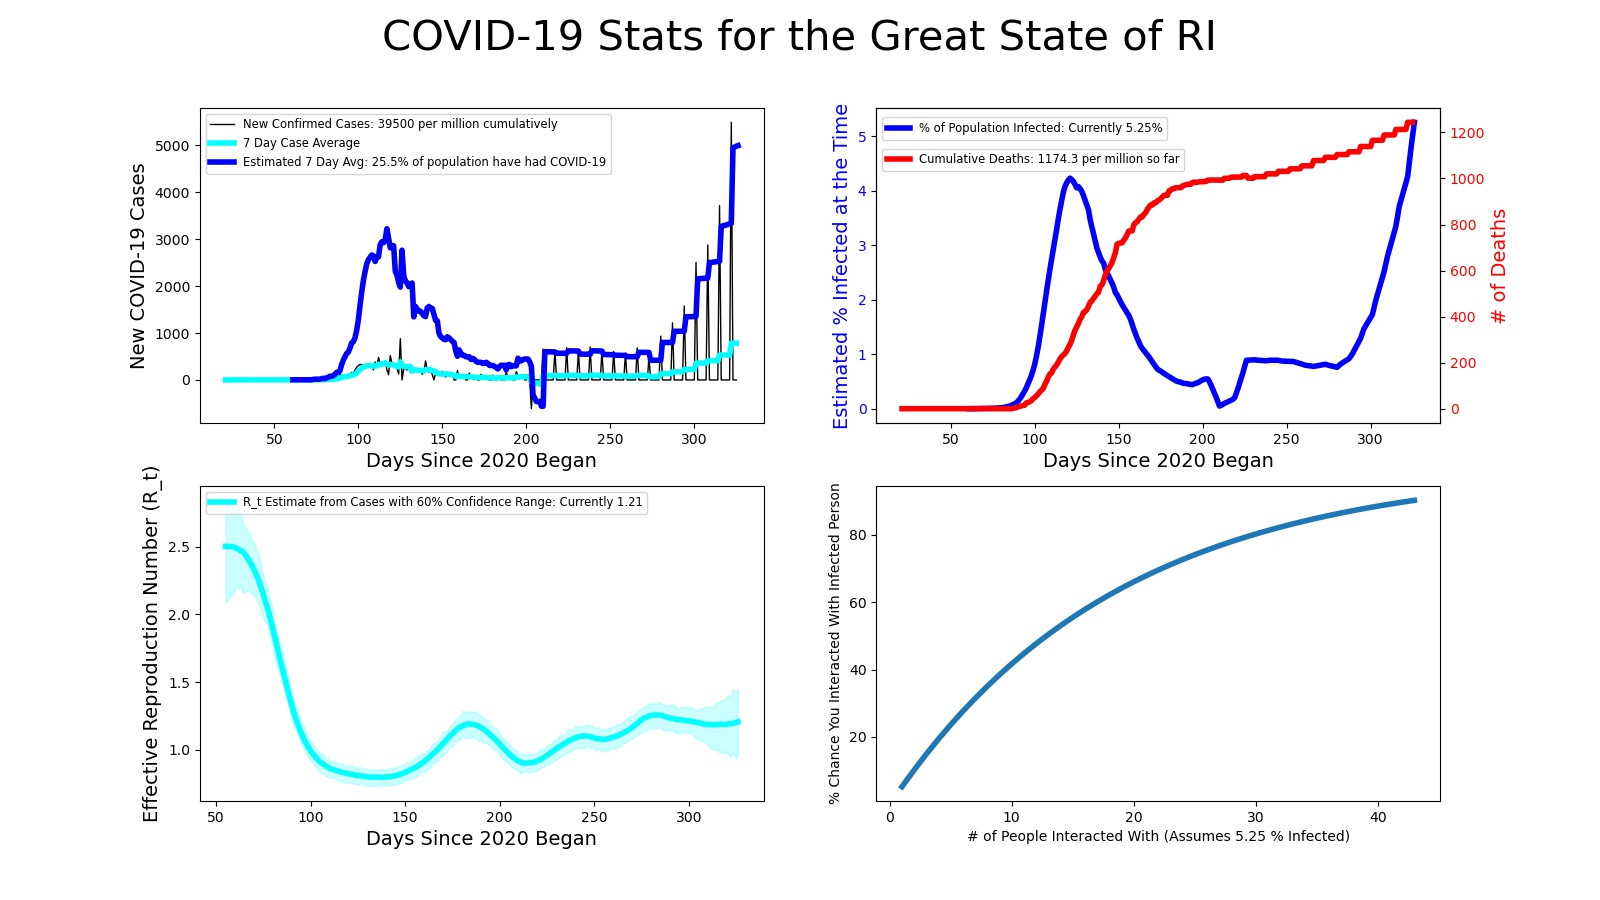 COVID-19 Stats for the Great State of RI
New COVID-19 Cases
5000
4000
3000
2000
1000
0
New Confirmed Cases: 39500 per million cumulatively
7 Day Case Average
Estimated 7 Day Avg: 25.5% of population have had COVID-19
50 100 150 200 250 300
Days Since 2020 Began
Estimated % Infected at the Time
5
4
3
2
1
0
% of Population Infected: Currently 5.25%
Cumulative Deaths: 1174.3 per million so far
1200
1000
800
600
400
200
0
# of Deaths
50 100 150 200 250 300
Days Since 2020 Began
Effective Reproduction Number (R_t)
2.5
2.0
1.5
1.0
R_t Estimate from Cases with 60% Confidence Range: Currently 1.21
50 100 150 200 250 300
Days Since 2020 Began
% Chance You Interacted With Infected Person
80
60
40
20
0 10 20 30 40
# of People Interacted With (Assumes 5.25 % Infected)